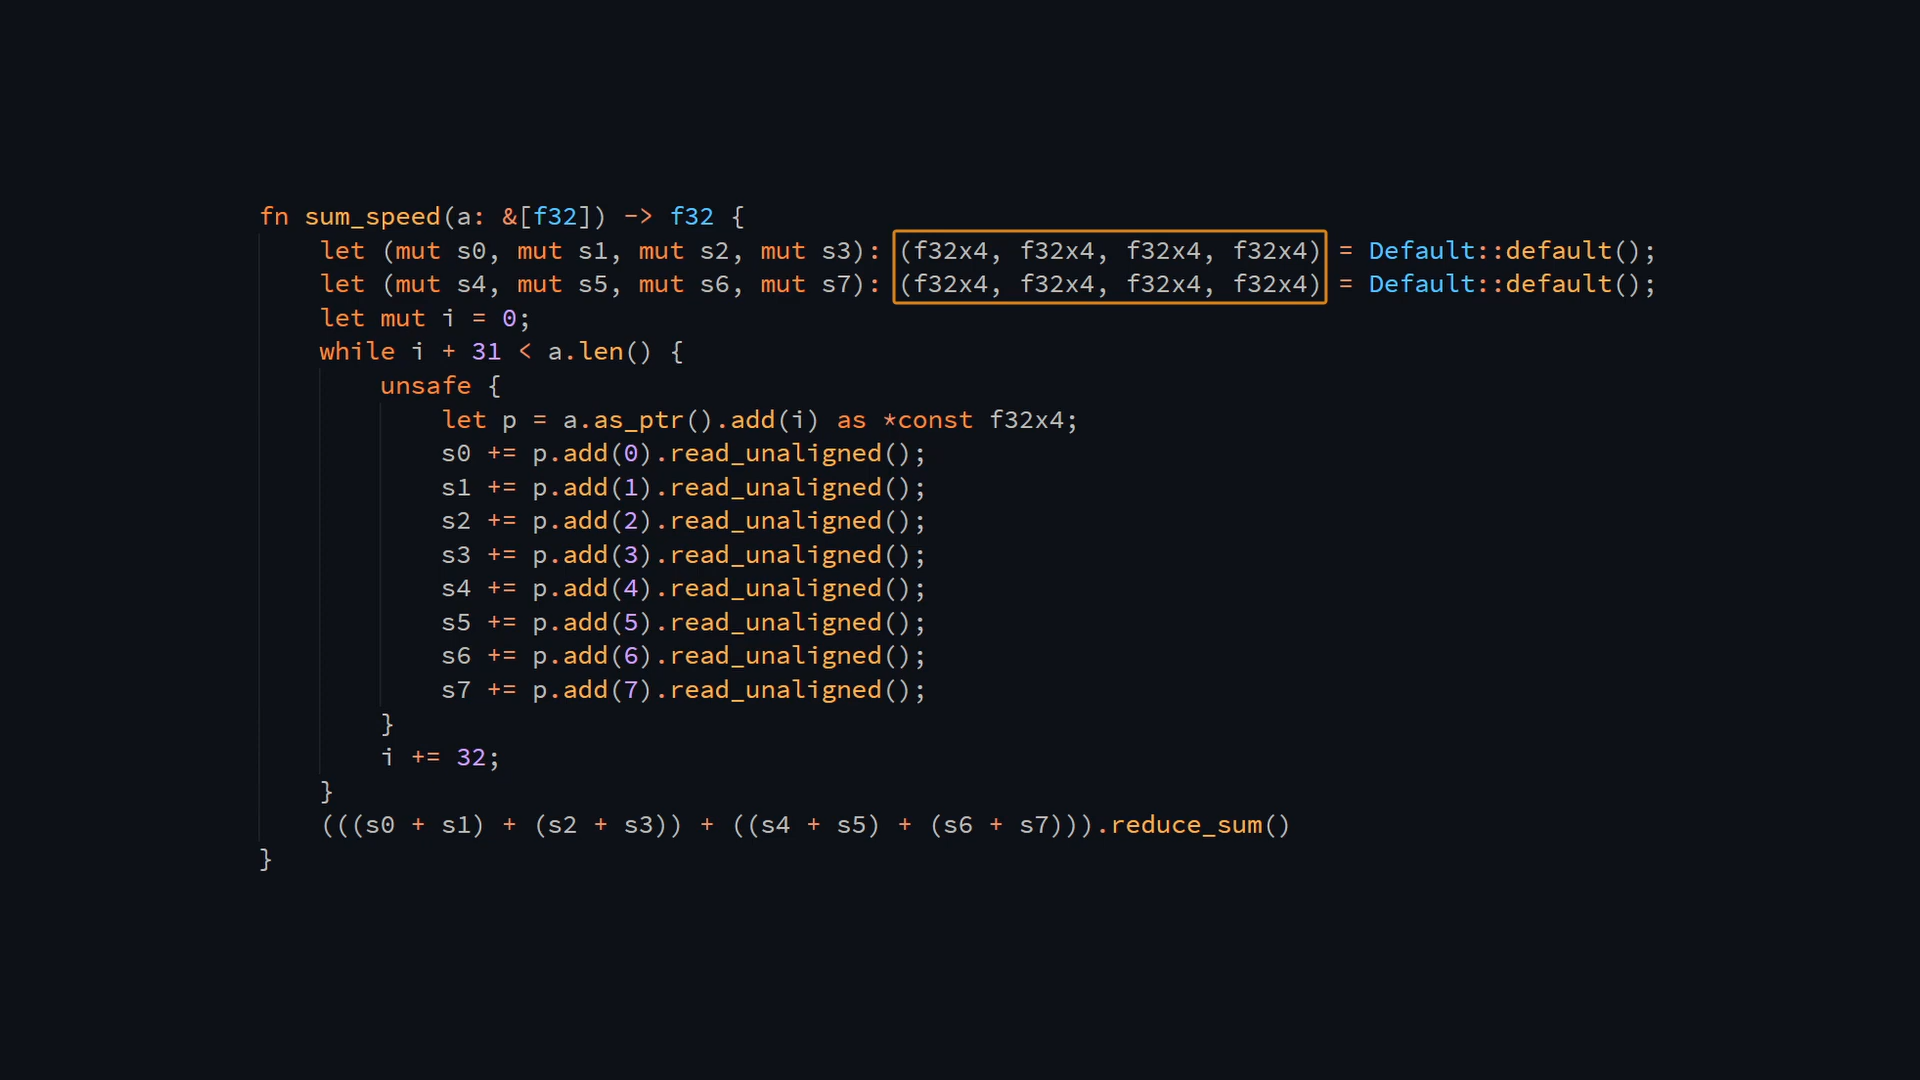 fn sum_speed(a: &[f32]) -> f32 {
    let (mut s0, mut s1, mut s2, mut s3): (f32x4, f32x4, f32x4, f32x4) = Default::default();
    let (mut s4, mut s5, mut s6, mut s7): (f32x4, f32x4, f32x4, f32x4) = Default::default();
    let mut i = 0;
    while i + 31 < a.len() {
        unsafe {
            let p = a.as_ptr().add(i) as *const f32x4;
            s0 += p.add(0).read_unaligned();
            s1 += p.add(1).read_unaligned();
            s2 += p.add(2).read_unaligned();
            s3 += p.add(3).read_unaligned();
            s4 += p.add(4).read_unaligned();
            s5 += p.add(5).read_unaligned();
            s6 += p.add(6).read_unaligned();
            s7 += p.add(7).read_unaligned();
        }
        i += 32;
    }
    (((s0 + s1) + (s2 + s3)) + ((s4 + s5) + (s6 + s7))).reduce_sum()
}